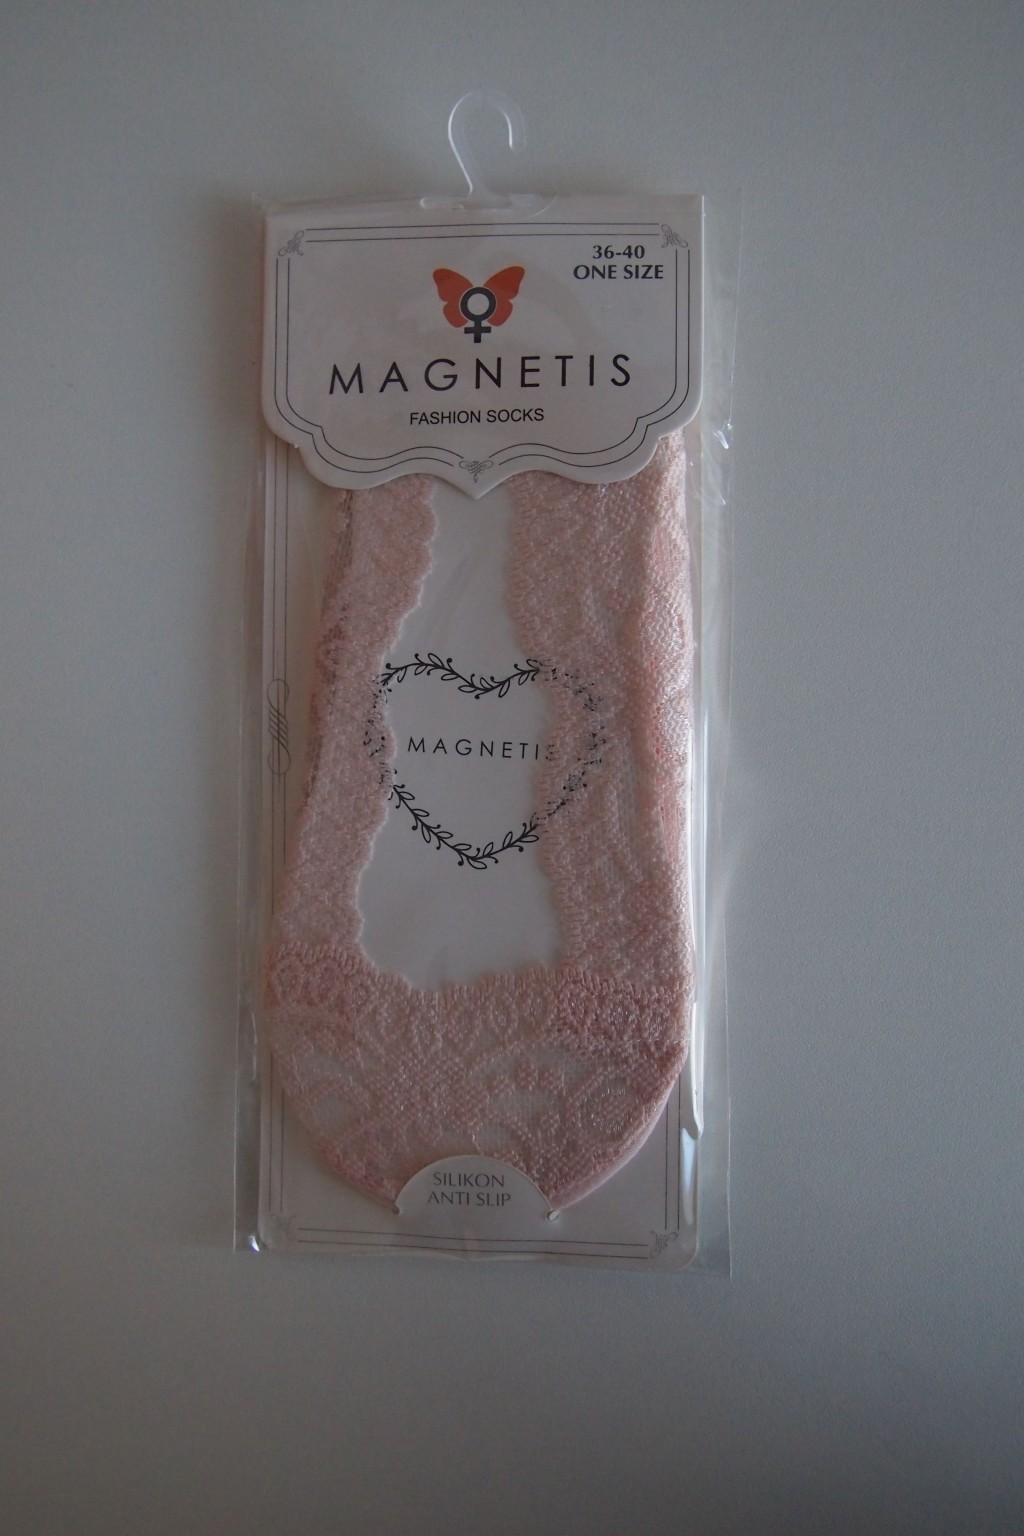 36-40
ONE SIZE
MAGNETIS
FASHION SOCKS
MAGNETIS
SILIKON
ANTI SLIP